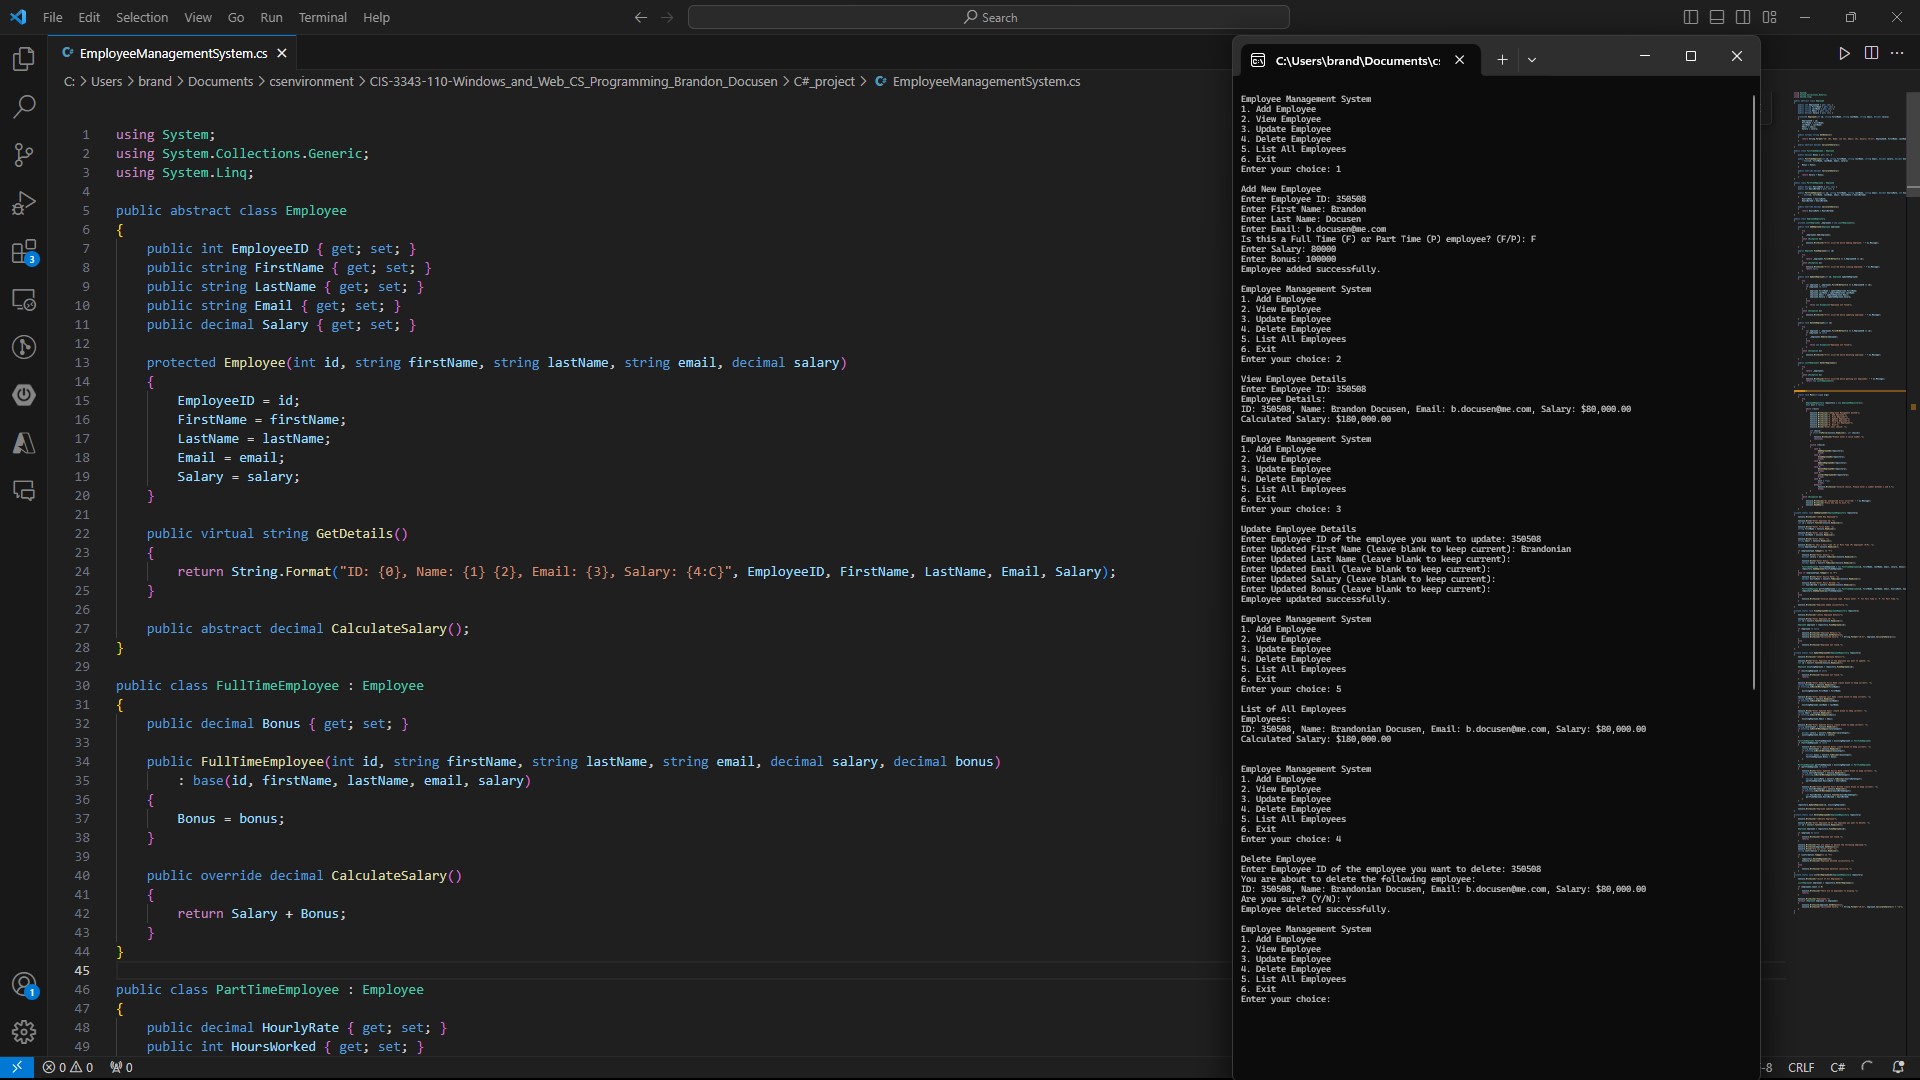 File Edit Selection View Go Run Terminal Help
Search
EmployeeManagementSystem.cs
C: > Users > brand > Documents > csenvironment > CIS-3343-110-Windows_and_Web_CS_Programming_Brandon_Docusen > C#_project > EmployeeManagementSystem.cs
1 using System;
2 using System.Collections.Generic;
3 using System.Linq;
4
5 public abstract class Employee
6 {
7 public int EmployeeID { get; set; }
8 public string FirstName { get; set; }
9 public string LastName { get; set; }
10 public string Email { get; set; }
11 public decimal Salary { get; set; }
12
13 protected Employee(int id, string firstName, string lastName, string email, decimal salary)
14 {
15 EmployeeID = id;
16 FirstName = firstName;
17 LastName = lastName;
18 Email = email;
19 Salary = salary;
20 }
21
22 public virtual string GetDetails()
23 {
24 return String.Format("ID: {0}, Name: {1} {2}, Email: {3}, Salary: {4:C}", EmployeeID, FirstName, LastName, Email, Salary);
25 }
26
27 public abstract decimal CalculateSalary();
28 }
29
30 public class FullTimeEmployee : Employee
31 {
32 public decimal Bonus { get; set; }
33
34 public FullTimeEmployee(int id, string firstName, string lastName, string email, decimal salary, decimal bonus)
35 : base(id, firstName, lastName, email, salary)
36 {
37 Bonus = bonus;
38 }
39
40 public override decimal CalculateSalary()
41 {
42 return Salary + Bonus;
43 }
44 }
45
46 public class PartTimeEmployee : Employee
47 {
48 public decimal HourlyRate { get; set; }
49 public int HoursWorked { get; set; }
3
1
0 0 0
-8 CRLF C#
C:\Users\brand\Documents\cs
Employee Management System
1. Add Employee
2. View Employee
3. Update Employee
4. Delete Employee
5. List All Employees
6. Exit
Enter your choice: 1
Add New Employee
Enter Employee ID: 350508
Enter First Name: Brandon
Enter Last Name: Docusen
Enter Email: b.docusen@me.com
Is this a Full Time (F) or Part Time (P) employee? (F/P): F
Enter Salary: 80000
Enter Bonus: 100000
Employee added successfully.
Employee Management System
1. Add Employee
2. View Employee
3. Update Employee
4. Delete Employee
5. List All Employees
6. Exit
Enter your choice: 2
View Employee Details
Enter Employee ID: 350508
Employee Details:
ID: 350508, Name: Brandon Docusen, Email: b.docusen@me.com, Salary: $80,000.00
Calculated Salary: $180,000.00
Employee Management System
1. Add Employee
2. View Employee
3. Update Employee
4. Delete Employee
5. List All Employees
6. Exit
Enter your choice: 3
Update Employee Details
Enter Employee ID of the employee you want to update: 350508
Enter Updated First Name (leave blank to keep current): Brandonian
Enter Updated Last Name (leave blank to keep current):
Enter Updated Email (leave blank to keep current):
Enter Updated Salary (leave blank to keep current):
Enter Updated Bonus (leave blank to keep current):
Employee updated successfully.
Employee Management System
1. Add Employee
2. View Employee
3. Update Employee
4. Delete Employee
5. List All Employees
6. Exit
Enter your choice: 5
List of All Employees
Employees:
ID: 350508, Name: Brandonian Docusen, Email: b.docusen@me.com, Salary: $80,000.00
Calculated Salary: $180,000.00
Employee Management System
1. Add Employee
2. View Employee
3. Update Employee
4. Delete Employee
5. List All Employees
6. Exit
Enter your choice: 4
Delete Employee
Enter Employee ID of the employee you want to delete: 350508
You are about to delete the following employee:
ID: 350508, Name: Brandonian Docusen, Email: b.docusen@me.com, Salary: $80,000.00
Are you sure? (Y/N): Y
Employee deleted successfully.
Employee Management System
1. Add Employee
2. View Employee
3. Update Employee
4. Delete Employee
5. List All Employees
6. Exit
Enter your choice: